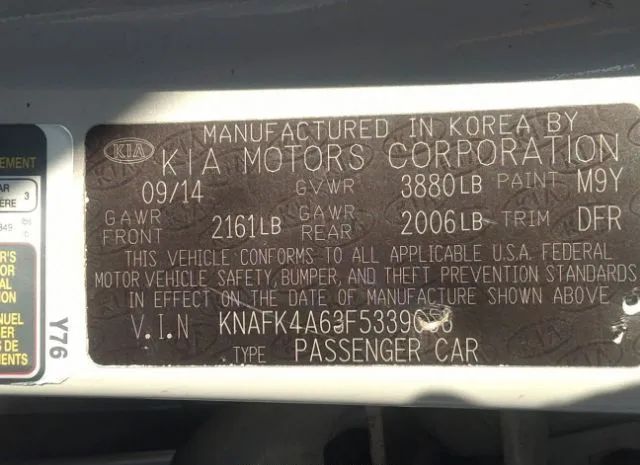 MANUFACTURED IN KOREA BY
KIA KIA MOTORS CORPORATION
09/14 GVWR 3880LB PAINT M9Y
GAWR FRONT 2161LB GAWR REAR 2006LB TRIM DFR
THIS VEHICLE CONFORMS TO ALL APPLICABLE U.S.A. FEDERAL
MOTOR VEHICLE SAFETY, BUMPER, AND THEFT PREVENTION STANDARDS
IN EFFECT ON THE DATE OF MANUFACTURE SHOWN ABOVE.
V.I.N
TYPE PASSENGER CAR
3
Y76